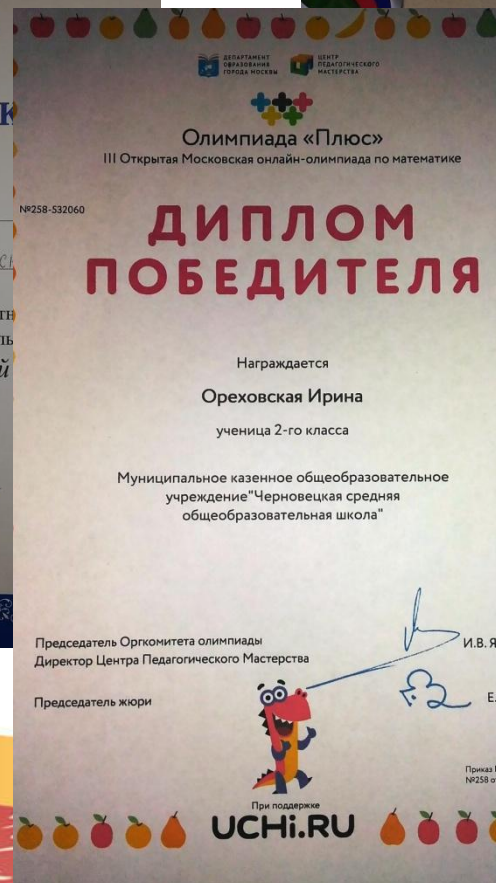 ДЕПАРТАМЕНТ
ОБРАЗОВАНИЯ
ГОРОДА МОСКВЫ
ЦЕНТР
ПЕДАГОГИЧЕСКОГО
МАСТЕРСТВА
Олимпиада «Плюс»
III Открытая Московская онлайн-олимпиада по математике
№258-532060
ДИПЛОМ
ПОБЕДИТЕЛЯ
Награждается
Ореховская Ирина
ученица 2-го класса
Муниципальное казенное общеобразовательное
учреждение"Черновецкая средняя
общеобразовательная школа"
Председатель Оргкомитета олимпиады
Директор Центра Педагогического Мастерства
И.В. Я
Председатель жюри
Е.
Приказ
№258 о
При поддержке
UCHi.RU